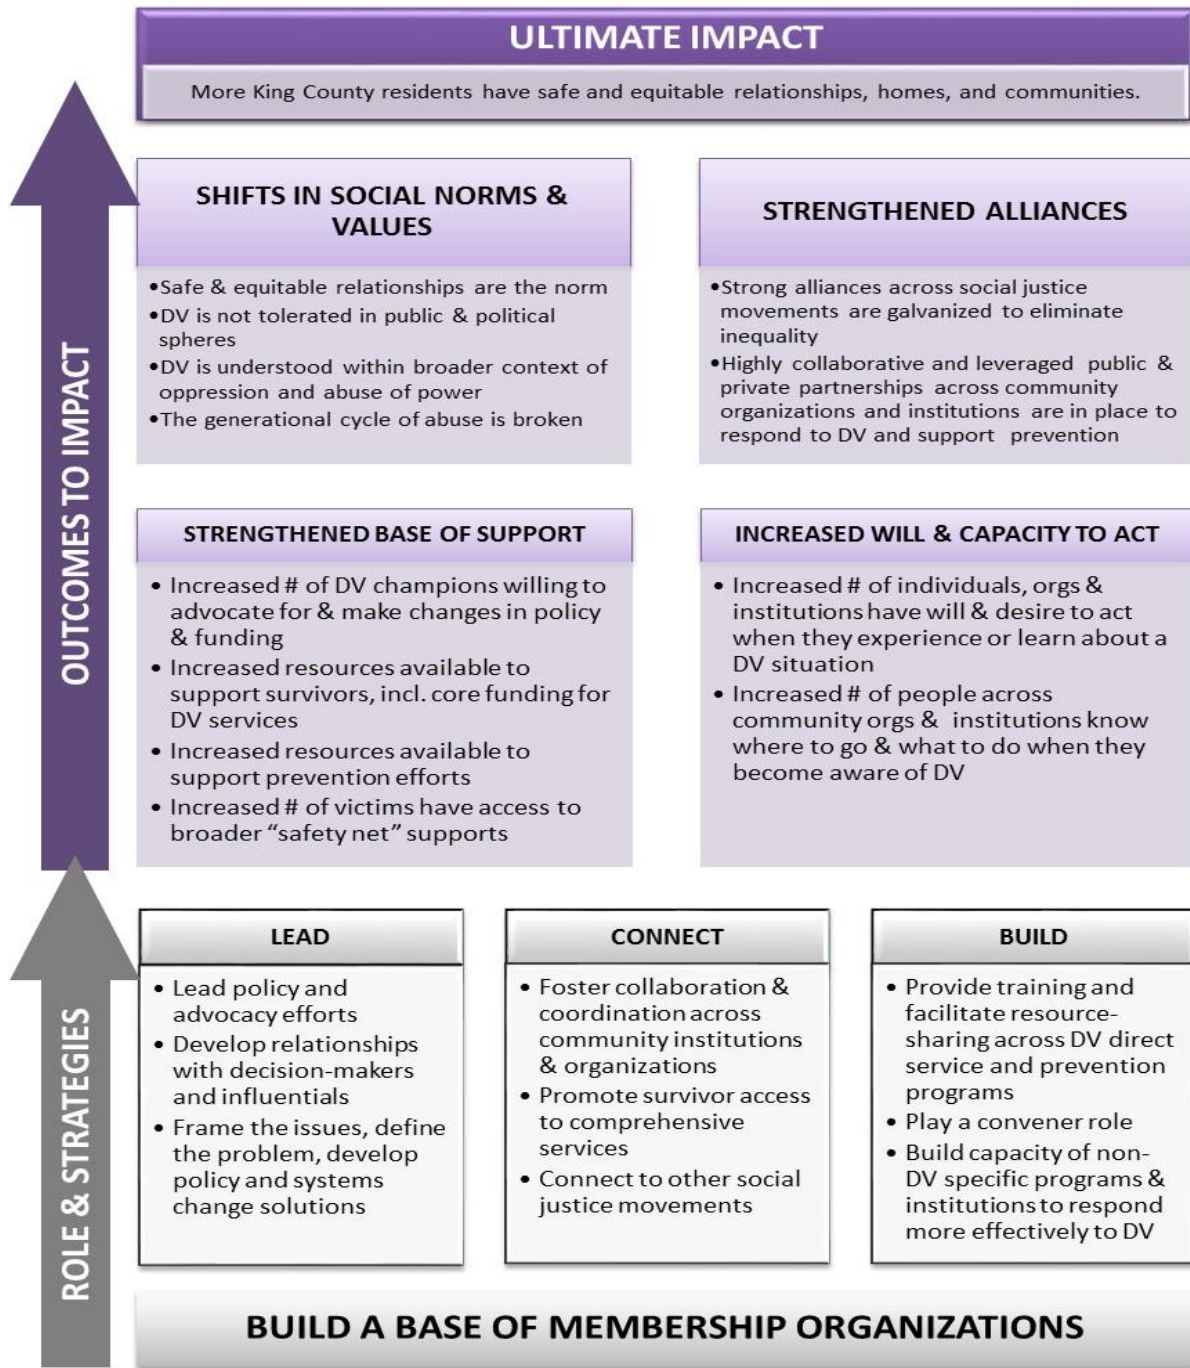 ULTIMATE IMPACT
More King County residents have safe and equitable relationships, homes, and communities.
SHIFTS IN SOCIAL NORMS &
VALUES
•Safe & equitable relationships are the norm
•DV is not tolerated in public & political
spheres
•DV is understood within broader context of
oppression and abuse of power
•The generational cycle of abuse is broken
STRENGTHENED ALLIANCES
•Strong alliances across social justice
movements are galvanized to eliminate
inequality
•Highly collaborative and leveraged public &
private partnerships across community
organizations and institutions are in place to
respond to DV and support prevention
OUTCOMES TO IMPACT
STRENGTHENED BASE OF SUPPORT
• Increased # of DV champions willing to
advocate for & make changes in policy
& funding
• Increased resources available to
support survivors, incl. core funding for
DV services
• Increased resources available to
support prevention efforts
• Increased # of victims have access to
broader “safety net” supports
INCREASED WILL & CAPACITY TO ACT
• Increased # of individuals, orgs &
institutions have will & desire to act
when they experience or learn about a
DV situation
• Increased # of people across
community orgs & institutions know
where to go & what to do when they
become aware of DV
ROLE & STRATEGIES
LEAD
• Lead policy and
advocacy efforts
• Develop relationships
with decision-makers
and influentials
• Frame the issues, define
the problem, develop
policy and systems
change solutions
CONNECT
• Foster collaboration &
coordination across
community institutions
& organizations
• Promote survivor access
to comprehensive
services
• Connect to other social
justice movements
BUILD
• Provide training and
facilitate resource-
sharing across DV direct
service and prevention
programs
• Play a convener role
• Build capacity of non-
DV specific programs &
institutions to respond
more effectively to DV
BUILD A BASE OF MEMBERSHIP ORGANIZATIONS